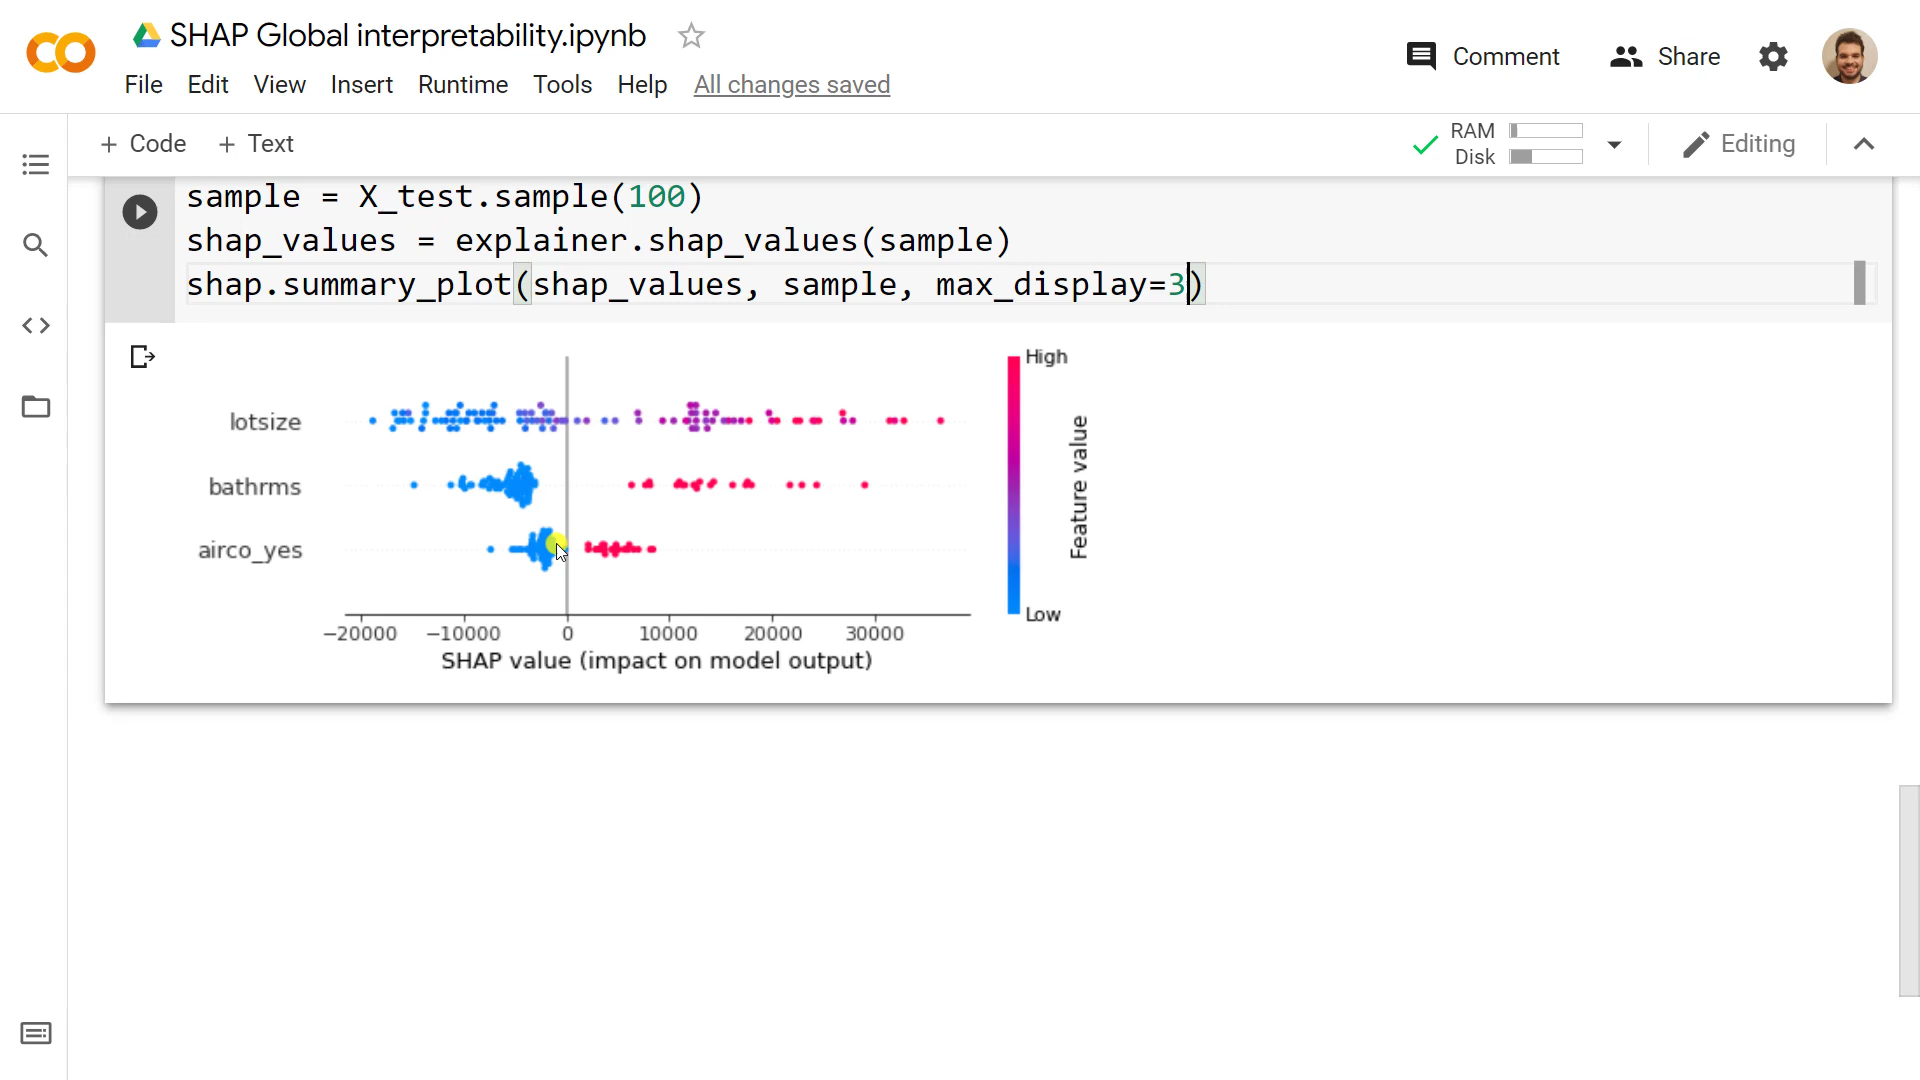 SHAP Global interpretability.ipynb
File Edit View Insert Runtime Tools Help All changes saved
Comment Share
+ Code + Text
RAM
Disk
Editing
sample = X_test.sample(100)
shap_values = explainer.shap_values(sample)
shap.summary_plot(shap_values, sample, max_display=3)
High
lotsize
bathrms
airco_yes
Feature value
Low
−20000 −10000 0 10000 20000 30000
SHAP value (impact on model output)